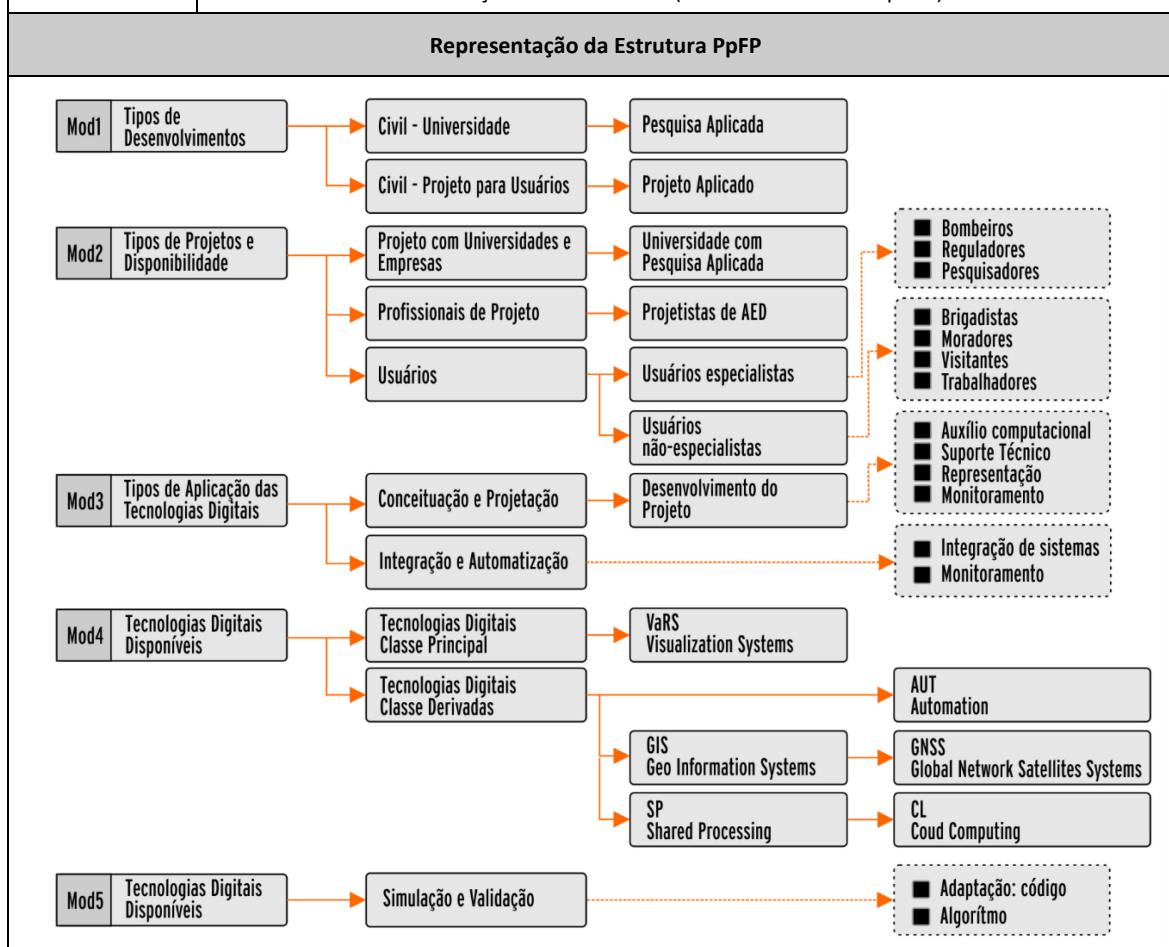 Representação da Estrutura PpFP
Mod1
Tipos de
Desenvolvimentos
Civil - Universidade
Pesquisa Aplicada
Civil - Projeto para Usuários
Projeto Aplicado
Mod2
Tipos de Projetos e
Disponibilidade
Projeto com Universidades e
Empresas
Universidade com
Pesquisa Aplicada
Bombeiros
Reguladores
Pesquisadores
Profissionais de Projeto
Projetistas de AED
Brigadistas
Moradores
Visitantes
Trabalhadores
Usuários
Usuários especialistas
Usuários
não-especialistas
Auxílio computacional
Suporte Técnico
Representação
Monitoramento
Mod3
Tipos de Aplicação das
Tecnologias Digitais
Conceituação e Projetação
Desenvolvimento do
Projeto
Integração e Automatização
Integração de sistemas
Monitoramento
Mod4
Tecnologias Digitais
Disponíveis
Tecnologias Digitais
Classe Principal
VaRS
Visualization Systems
Tecnologias Digitais
Classe Derivadas
AUT
Automation
GIS
Geo Information Systems
GNSS
Global Network Satellites Systems
SP
Shared Processing
CL
Coud Computing
Mod5
Tecnologias Digitais
Disponíveis
Simulação e Validação
Adaptação: código
Algorítmo